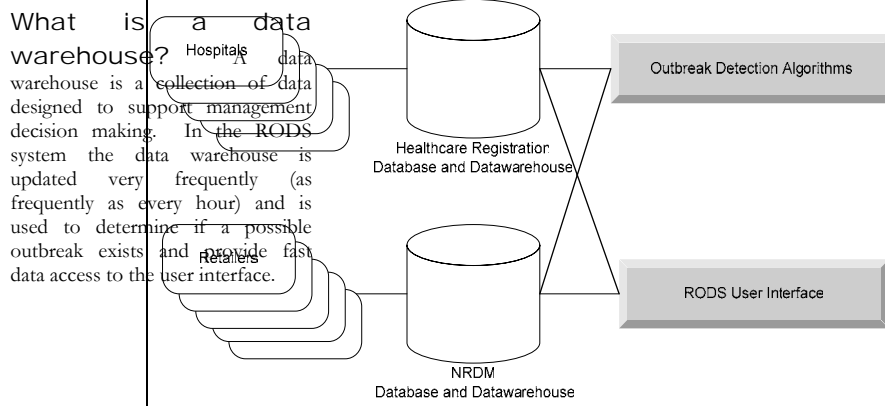 What is a data
warehouse? A data
warehouse is a collection of data
designed to support management
decision making. In the RODS
system the data warehouse is
updated very frequently (as
frequently as every hour) and is
used to determine if a possible
outbreak exists and provide fast
data access to the user interface.
Hospitals
Healthcare Registration
Database and Datawarehouse
Outbreak Detection Algorithms
Retailers
NRDM
Database and Datawarehouse
RODS User Interface